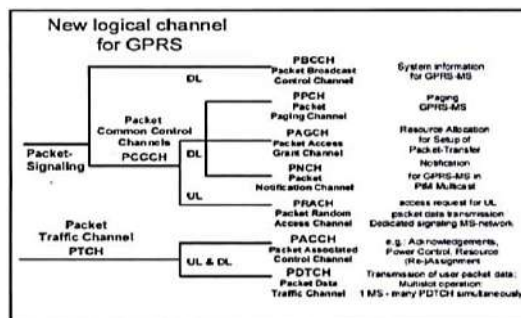 New logical channel
for GPRS
PBCCH
Packet Broadcast
Control Channel
System information
for GPRS-MS
DL
PPCH
Packet
Paging Channel
Paging
GPRS-MS
Packet
Common Control
Channels
PCCCH
PAGCH
Packet Access
Grant Channel
Resource Allocation
for Setup of
Packet-Transfer
DL
Packet-
Signaling
PNCH
Packet
Notification Channel
Notification
for GPRS-MS in
PtM Multicast
UL
PRACH
Packet Random
Access Channel
access request for UL
packet data transmission
Dedicated signaling MS-network
Packet
Traffic Channel
PTCH
PACCH
Packet Associated
Control Channel
e.g.: Acknowledgements,
Power Control, Resource
(Re-)Assignment
UL & DL
PDTCH
Packet Data
Traffic Channel
Transmission of user packet data:
Multislot operation:
1 MS - many PDTCH simultaneously